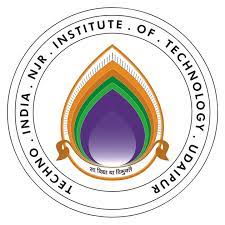 TECHNO . INDIA . NJR . INSTITUTE . OF . TECHNOLOGY . UDAIPUR
सा विद्या या विमुक्तये